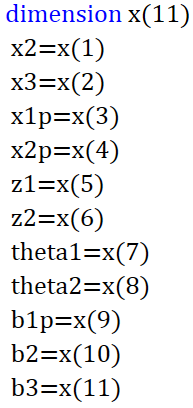 dimension x(11)
x2=x(1)
x3=x(2)
x1p=x(3)
x2p=x(4)
z1=x(5)
z2=x(6)
theta1=x(7)
theta2=x(8)
b1p=x(9)
b2=x(10)
b3=x(11)